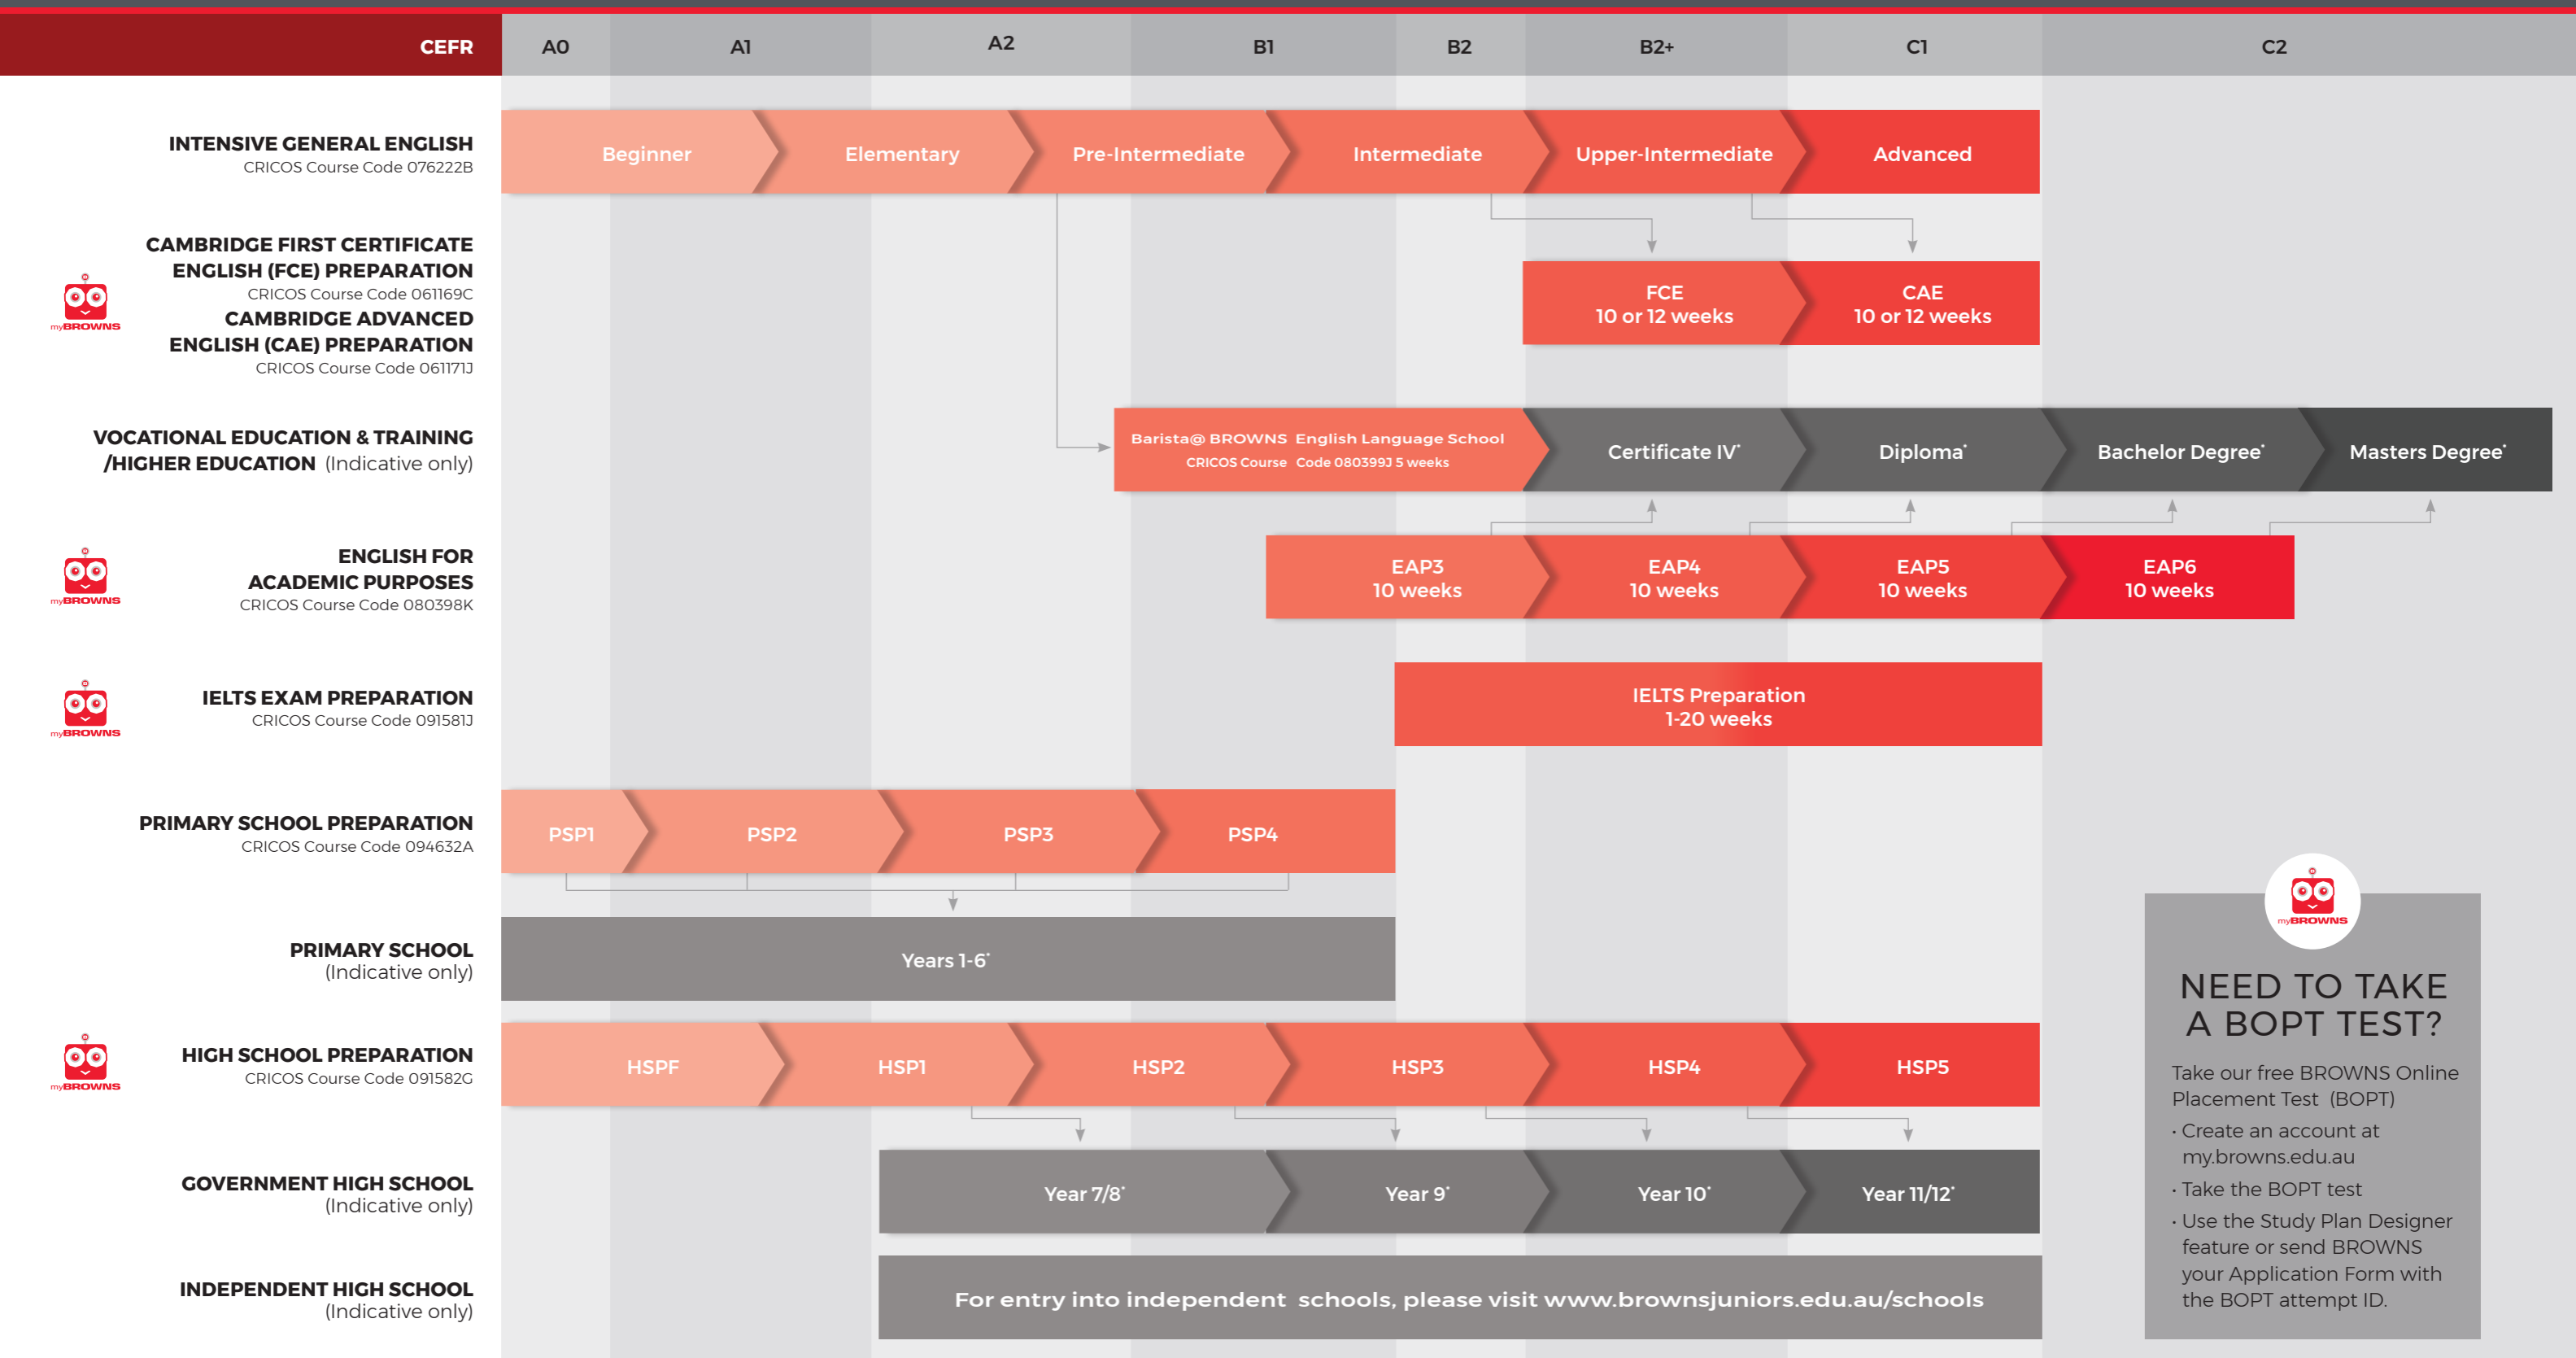 CEFR A0 A1 A2 B1 B2 B2+ C1 C2
INTENSIVE GENERAL ENGLISH
CRICOS Course Code 076222B
Beginner Elementary Pre-Intermediate Intermediate Upper-Intermediate Advanced
CAMBRIDGE FIRST CERTIFICATE
ENGLISH (FCE) PREPARATION
CRICOS Course Code 061169C
CAMBRIDGE ADVANCED
ENGLISH (CAE) PREPARATION
CRICOS Course Code 061171J
myBROWNS
FCE
10 or 12 weeks
CAE
10 or 12 weeks
VOCATIONAL EDUCATION & TRAINING
/HIGHER EDUCATION (Indicative only)
Barista@ BROWNS English Language School
CRICOS Course Code 080399J 5 weeks
Certificate IV*
Diploma*
Bachelor Degree*
Masters Degree*
ENGLISH FOR
ACADEMIC PURPOSES
CRICOS Course Code 080398K
myBROWNS
EAP3
10 weeks
EAP4
10 weeks
EAP5
10 weeks
EAP6
10 weeks
IELTS EXAM PREPARATION
CRICOS Course Code 091581J
myBROWNS
IELTS Preparation
1-20 weeks
PRIMARY SCHOOL PREPARATION
CRICOS Course Code 094632A
PSP1 PSP2 PSP3 PSP4
PRIMARY SCHOOL
(Indicative only)
Years 1-6*
HIGH SCHOOL PREPARATION
CRICOS Course Code 091582G
myBROWNS
HSPF HSP1 HSP2 HSP3 HSP4 HSP5
GOVERNMENT HIGH SCHOOL
(Indicative only)
Year 7/8* Year 9* Year 10* Year 11/12*
INDEPENDENT HIGH SCHOOL
(Indicative only)
For entry into independent schools, please visit www.brownsjuniors.edu.au/schools
myBROWNS
NEED TO TAKE
A BOPT TEST?
Take our free BROWNS Online
Placement Test (BOPT)
• Create an account at
my.browns.edu.au
• Take the BOPT test
• Use the Study Plan Designer
feature or send BROWNS
your Application Form with
the BOPT attempt ID.